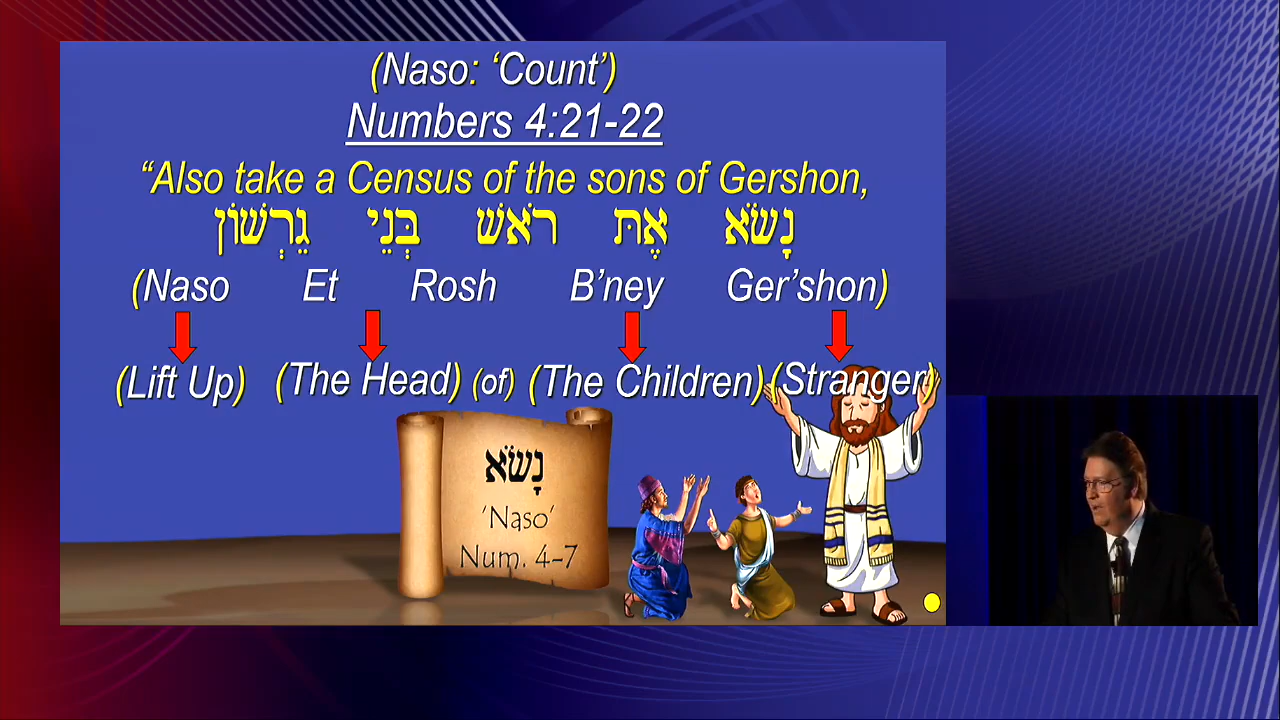 (Naso: ‘Count’)
Numbers 4:21-22
“Also take a Census of the sons of Gershon,
נָשֹׂא אֶת רֹאשׁ בְּנֵי גֵרְשׁוֹן
(Naso Et Rosh B’ney Ger’shon)
(Lift Up) (The Head) (of) (The Children) (Stranger)
נָשֹׂא
‘Naso’
Num. 4-7